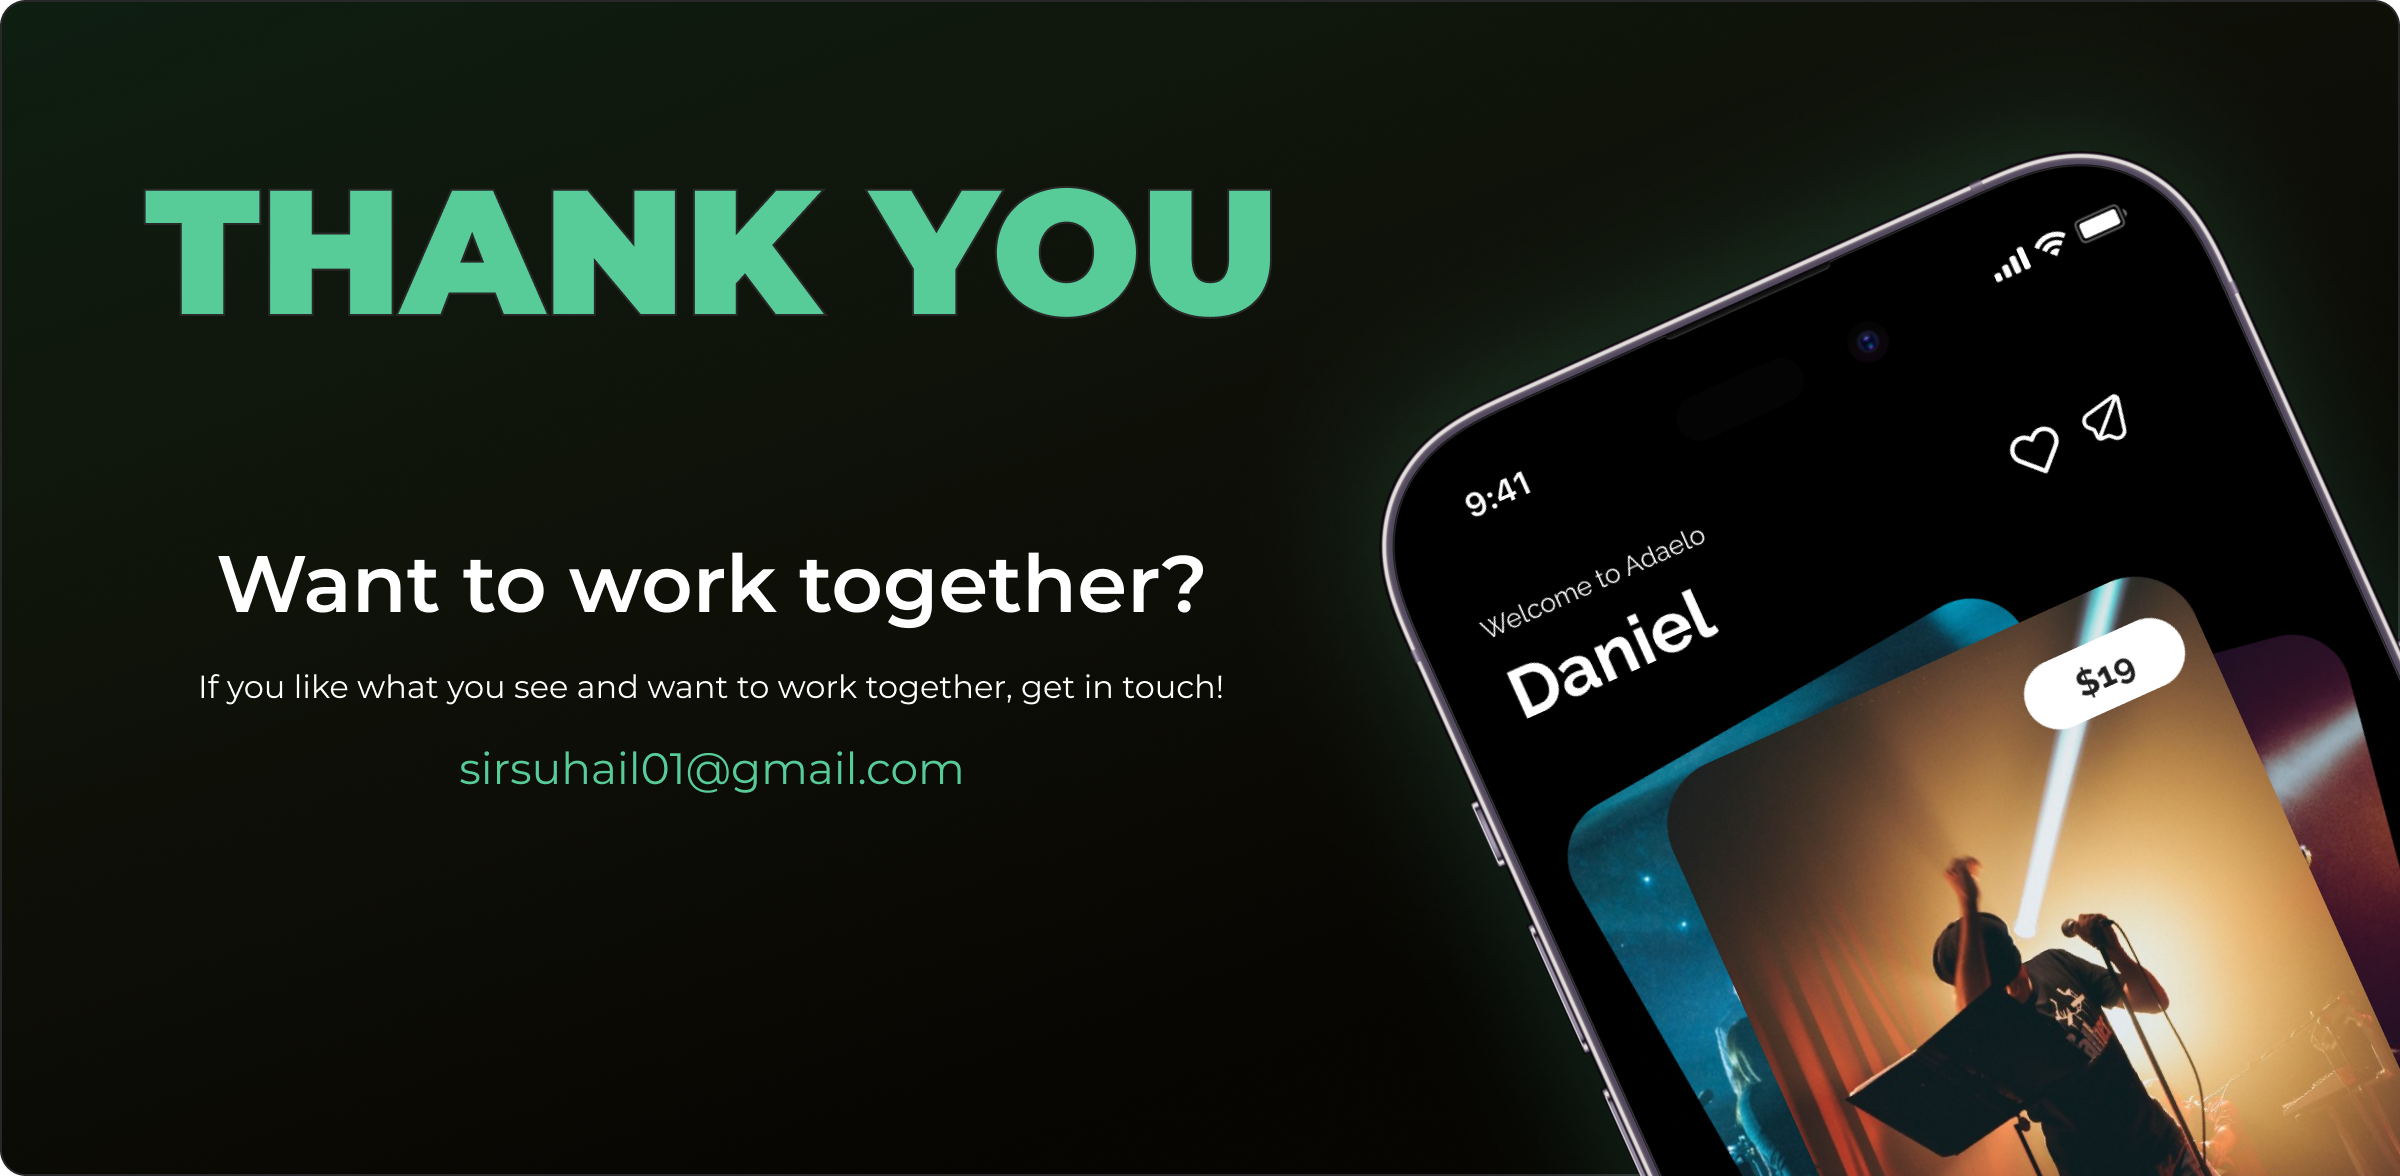 THANK YOU
Want to work together?
If you like what you see and want to work together, get in touch!
sirsuhail01@gmail.com
9:41
Welcome to Adaelo
Daniel
$19